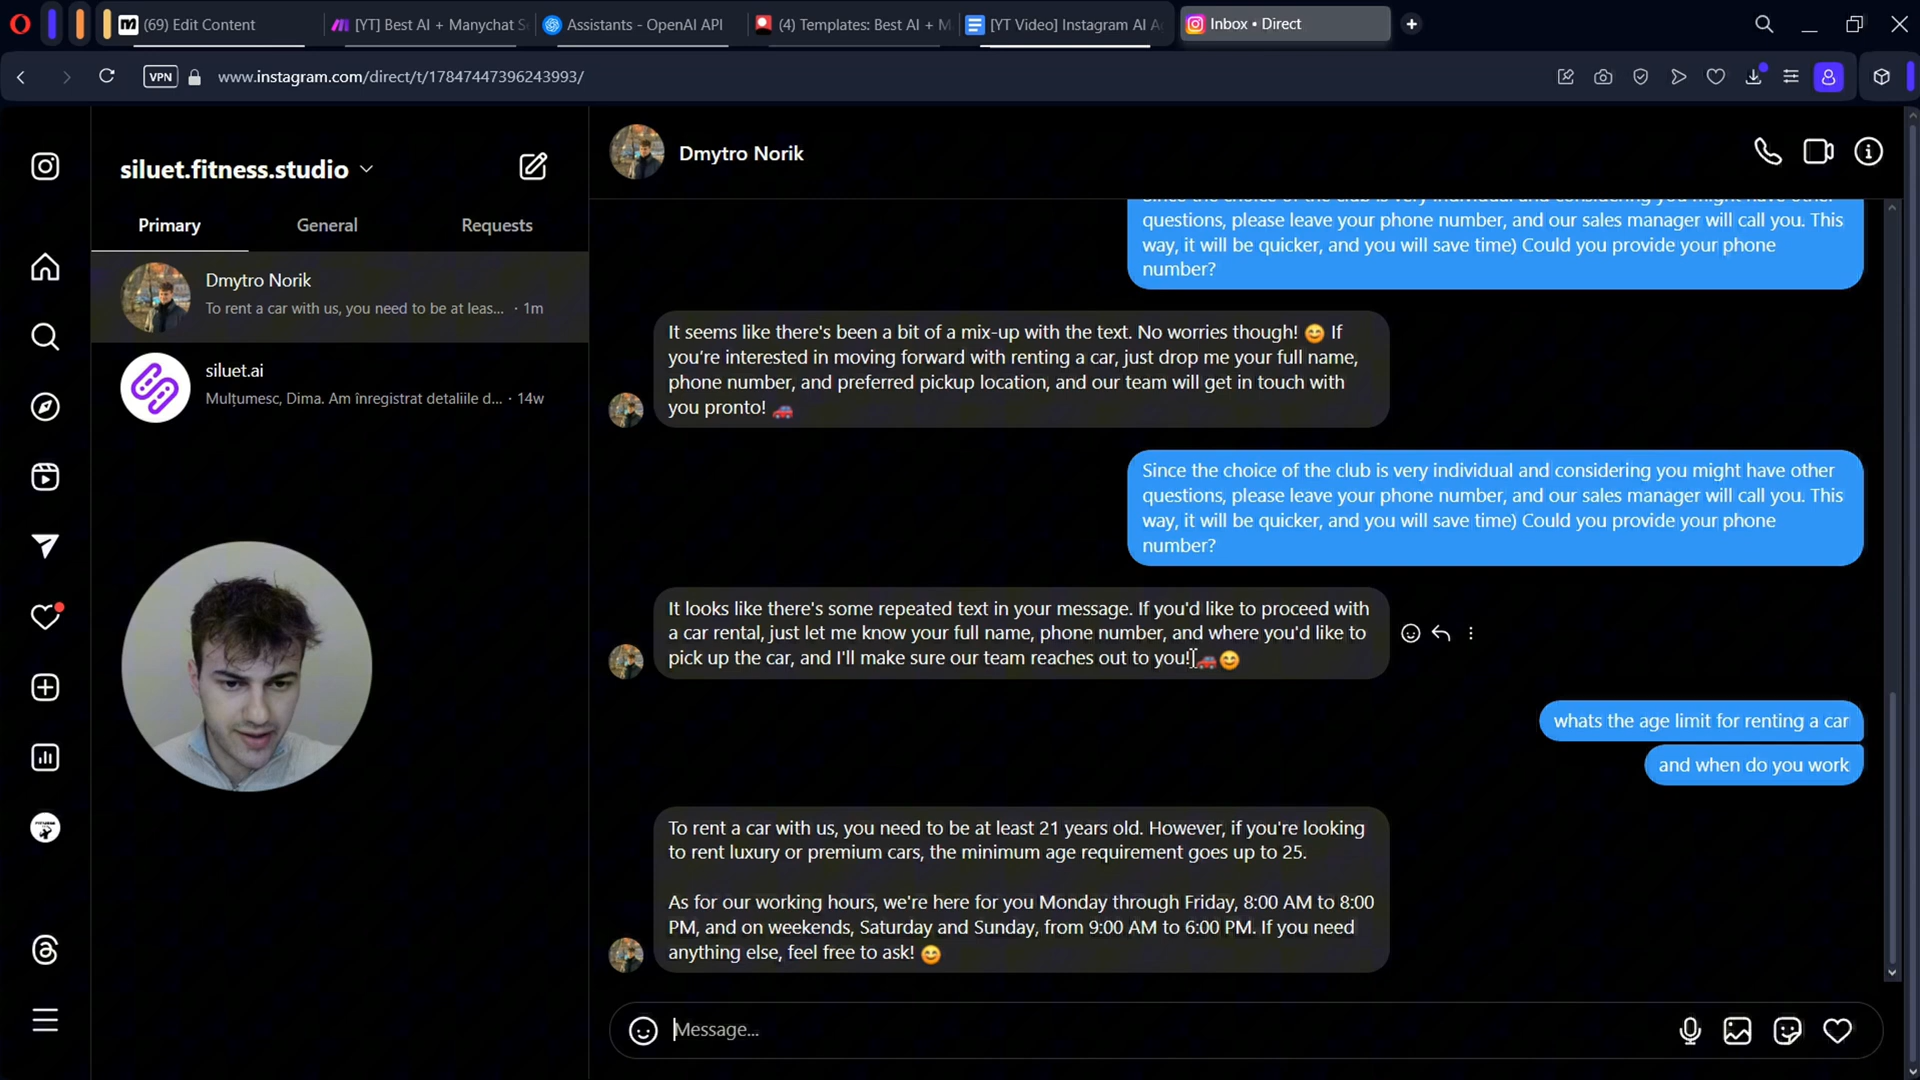 (69) Edit Content
[YT] Best AI + Manychat Se
Assistants - OpenAI API
(4) Templates: Best AI + M
[YT Video] Instagram AI A
Inbox • Direct
VPN
www.instagram.com/direct/t/17847447396243993/
siluet.fitness.studio
Primary
General
Requests
Dmytro Norik
To rent a car with us, you need to be at leas... · 1m
siluet.ai
Mulțumesc, Dima. Am înregistrat detaliile d... · 14w
Dmytro Norik
Since the choice of the club is very individual and considering you might have other
questions, please leave your phone number, and our sales manager will call you. This
way, it will be quicker, and you will save time) Could you provide your phone
number?
It seems like there's been a bit of a mix-up with the text. No worries though! 😊 If
you're interested in moving forward with renting a car, just drop me your full name,
phone number, and preferred pickup location, and our team will get in touch with
you pronto! 🚗
Since the choice of the club is very individual and considering you might have other
questions, please leave your phone number, and our sales manager will call you. This
way, it will be quicker, and you will save time) Could you provide your phone
number?
It looks like there's some repeated text in your message. If you'd like to proceed with
a car rental, just let me know your full name, phone number, and where you'd like to
pick up the car, and I'll make sure our team reaches out to you! 🚗😊
whats the age limit for renting a car
and when do you work
To rent a car with us, you need to be at least 21 years old. However, if you're looking
to rent luxury or premium cars, the minimum age requirement goes up to 25.
As for our working hours, we're here for you Monday through Friday, 8:00 AM to 8:00
PM, and on weekends, Saturday and Sunday, from 9:00 AM to 6:00 PM. If you need
anything else, feel free to ask! 😊
Message...